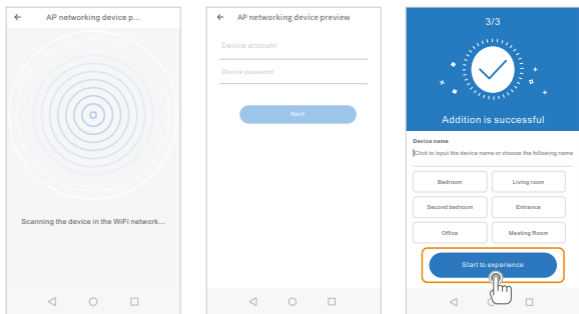 AP networking device p...
Scanning the device in the WiFi network...
AP networking device preview
Device account
Device password
Next
3/3
Addition is successful
Device name
Click to input the device name or choose the following name
Bedroom
Living room
Second bedroom
Entrance
Office
Meeting Room
Start to experience